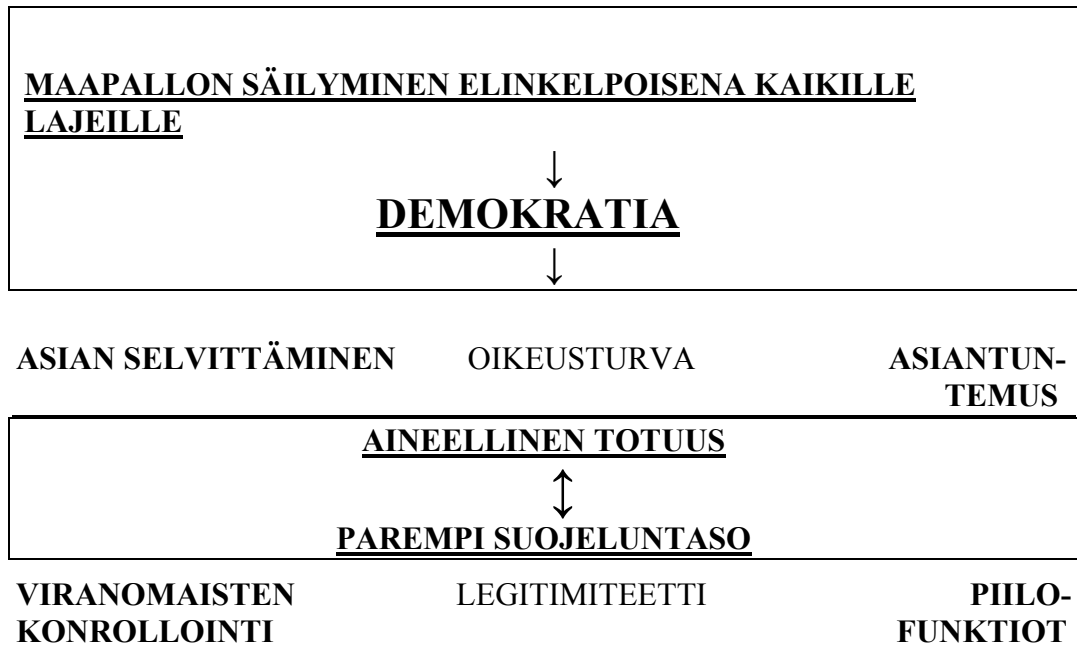 MAAPALLON SÄILYMINEN ELINKELPOISENA KAIKILLE
LAJEILLE
↓
DEMOKRATIA
↓
ASIAN SELVITTÄMINEN OIKEUSTURVA ASIANTUN-
TEMUS
AINEELLINEN TOTUUS
↕
PAREMPI SUOJELUNTASO
VIRANOMAISTEN LEGITIMITEETTI PIILO-
KONROLLOINTI FUNKTIOT